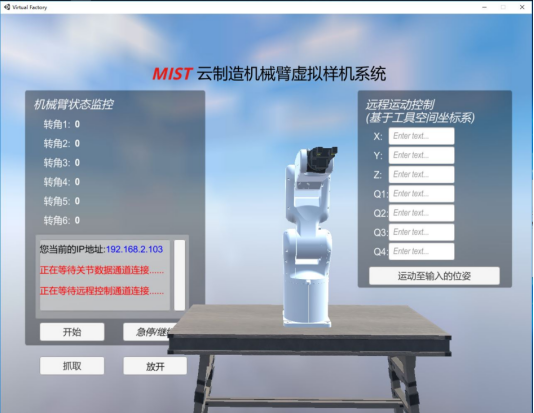 Virtual Factory
MIST 云制造机械臂虚拟样机系统
机械臂状态监控
转角1: 0
转角2: 0
转角3: 0
转角4: 0
转角5: 0
转角6: 0
您当前的IP地址:192.168.2.103
正在等待关节数据通道连接......
正在等待远程控制通道连接......
开始
急停/继
抓取
放开
远程运动控制
(基于工具空间坐标系)
X: Enter text...
Y: Enter text...
Z: Enter text...
Q1: Enter text...
Q2: Enter text...
Q3: Enter text...
Q4: Enter text...
运动至输入的位姿